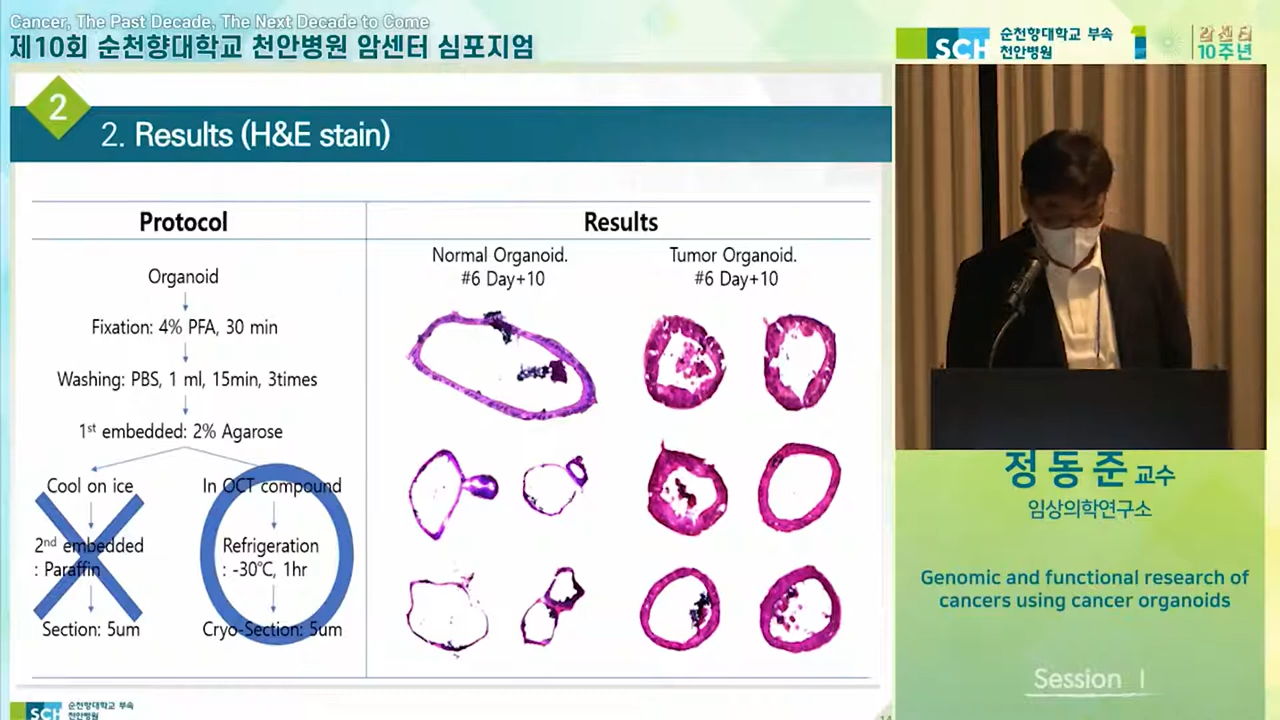 Cancer, The Past Decade, The Next Decade to Come
제10회 순천향대학교 천안병원 암센터 심포지엄
SCH 순천향대학교 부속
천안병원
암센터
10주년
2
2. Results (H&E stain)
Protocol
Results
Organoid
Fixation: 4% PFA, 30 min
Washing: PBS, 1 ml, 15min, 3times
1st embedded: 2% Agarose
Cool on ice
2nd embedded
: Paraffin
Section: 5um
In OCT compound
Refrigeration
: -30℃, 1hr
Cryo-Section: 5um
Normal Organoid.
#6 Day+10
Tumor Organoid.
#6 Day+10
정동준 교수
임상의학연구소
Genomic and functional research of
cancers using cancer organoids
Session I
SCH 순천향대학교 부속
천안병원
14